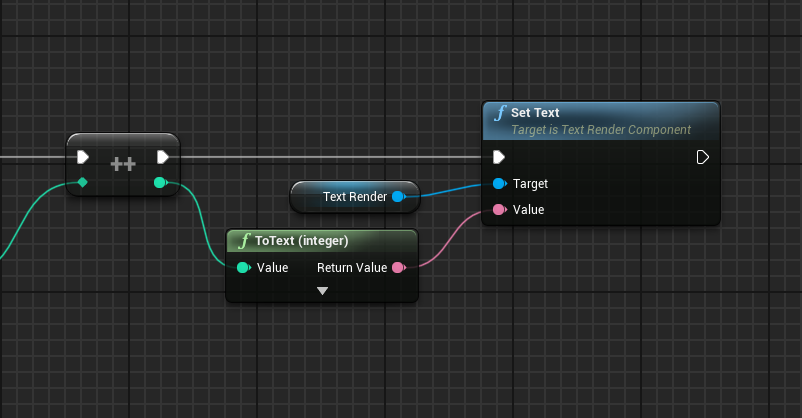 ++
Text Render
ƒ ToText (integer)
Value
Return Value
ƒ Set Text
Target is Text Render Component
Target
Value